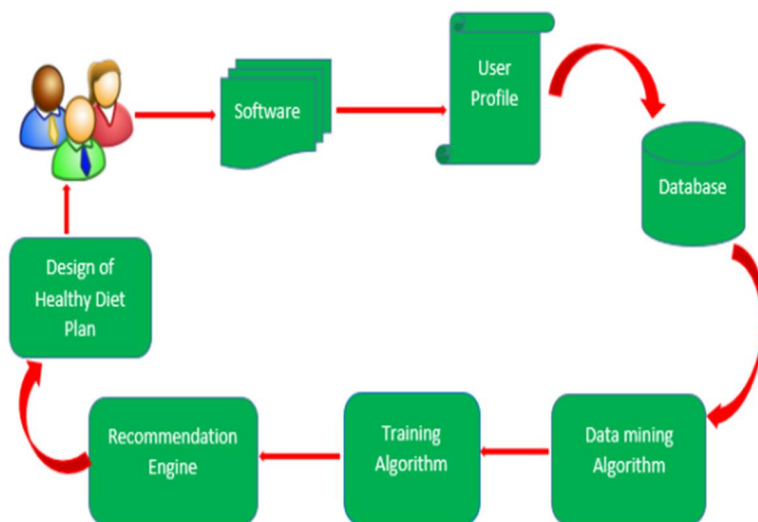 Software
User
Profile
Database
Data mining
Algorithm
Training
Algorithm
Recommendation
Engine
Design of
Healthy Diet
Plan